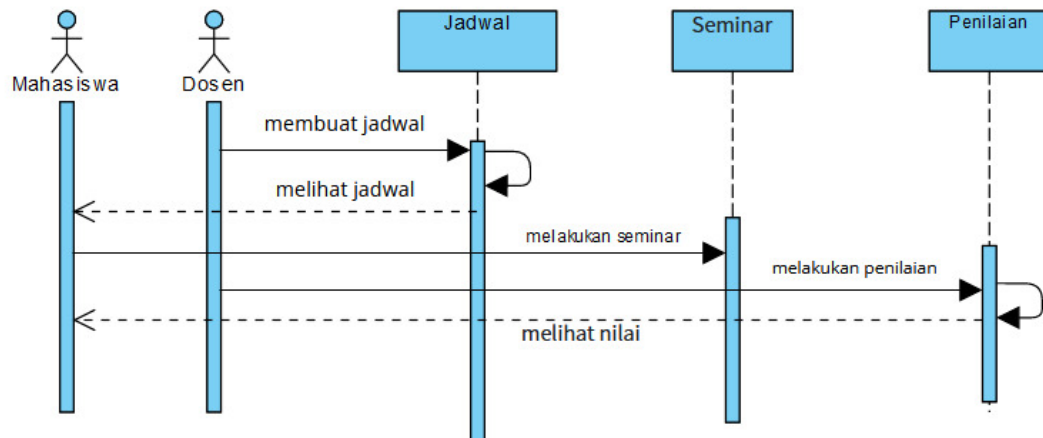 Jadwal
Seminar
Penilaian
Mahasiswa
Dosen
membuat jadwal
melihat jadwal
melakukan seminar
melakukan penilaian
melihat nilai